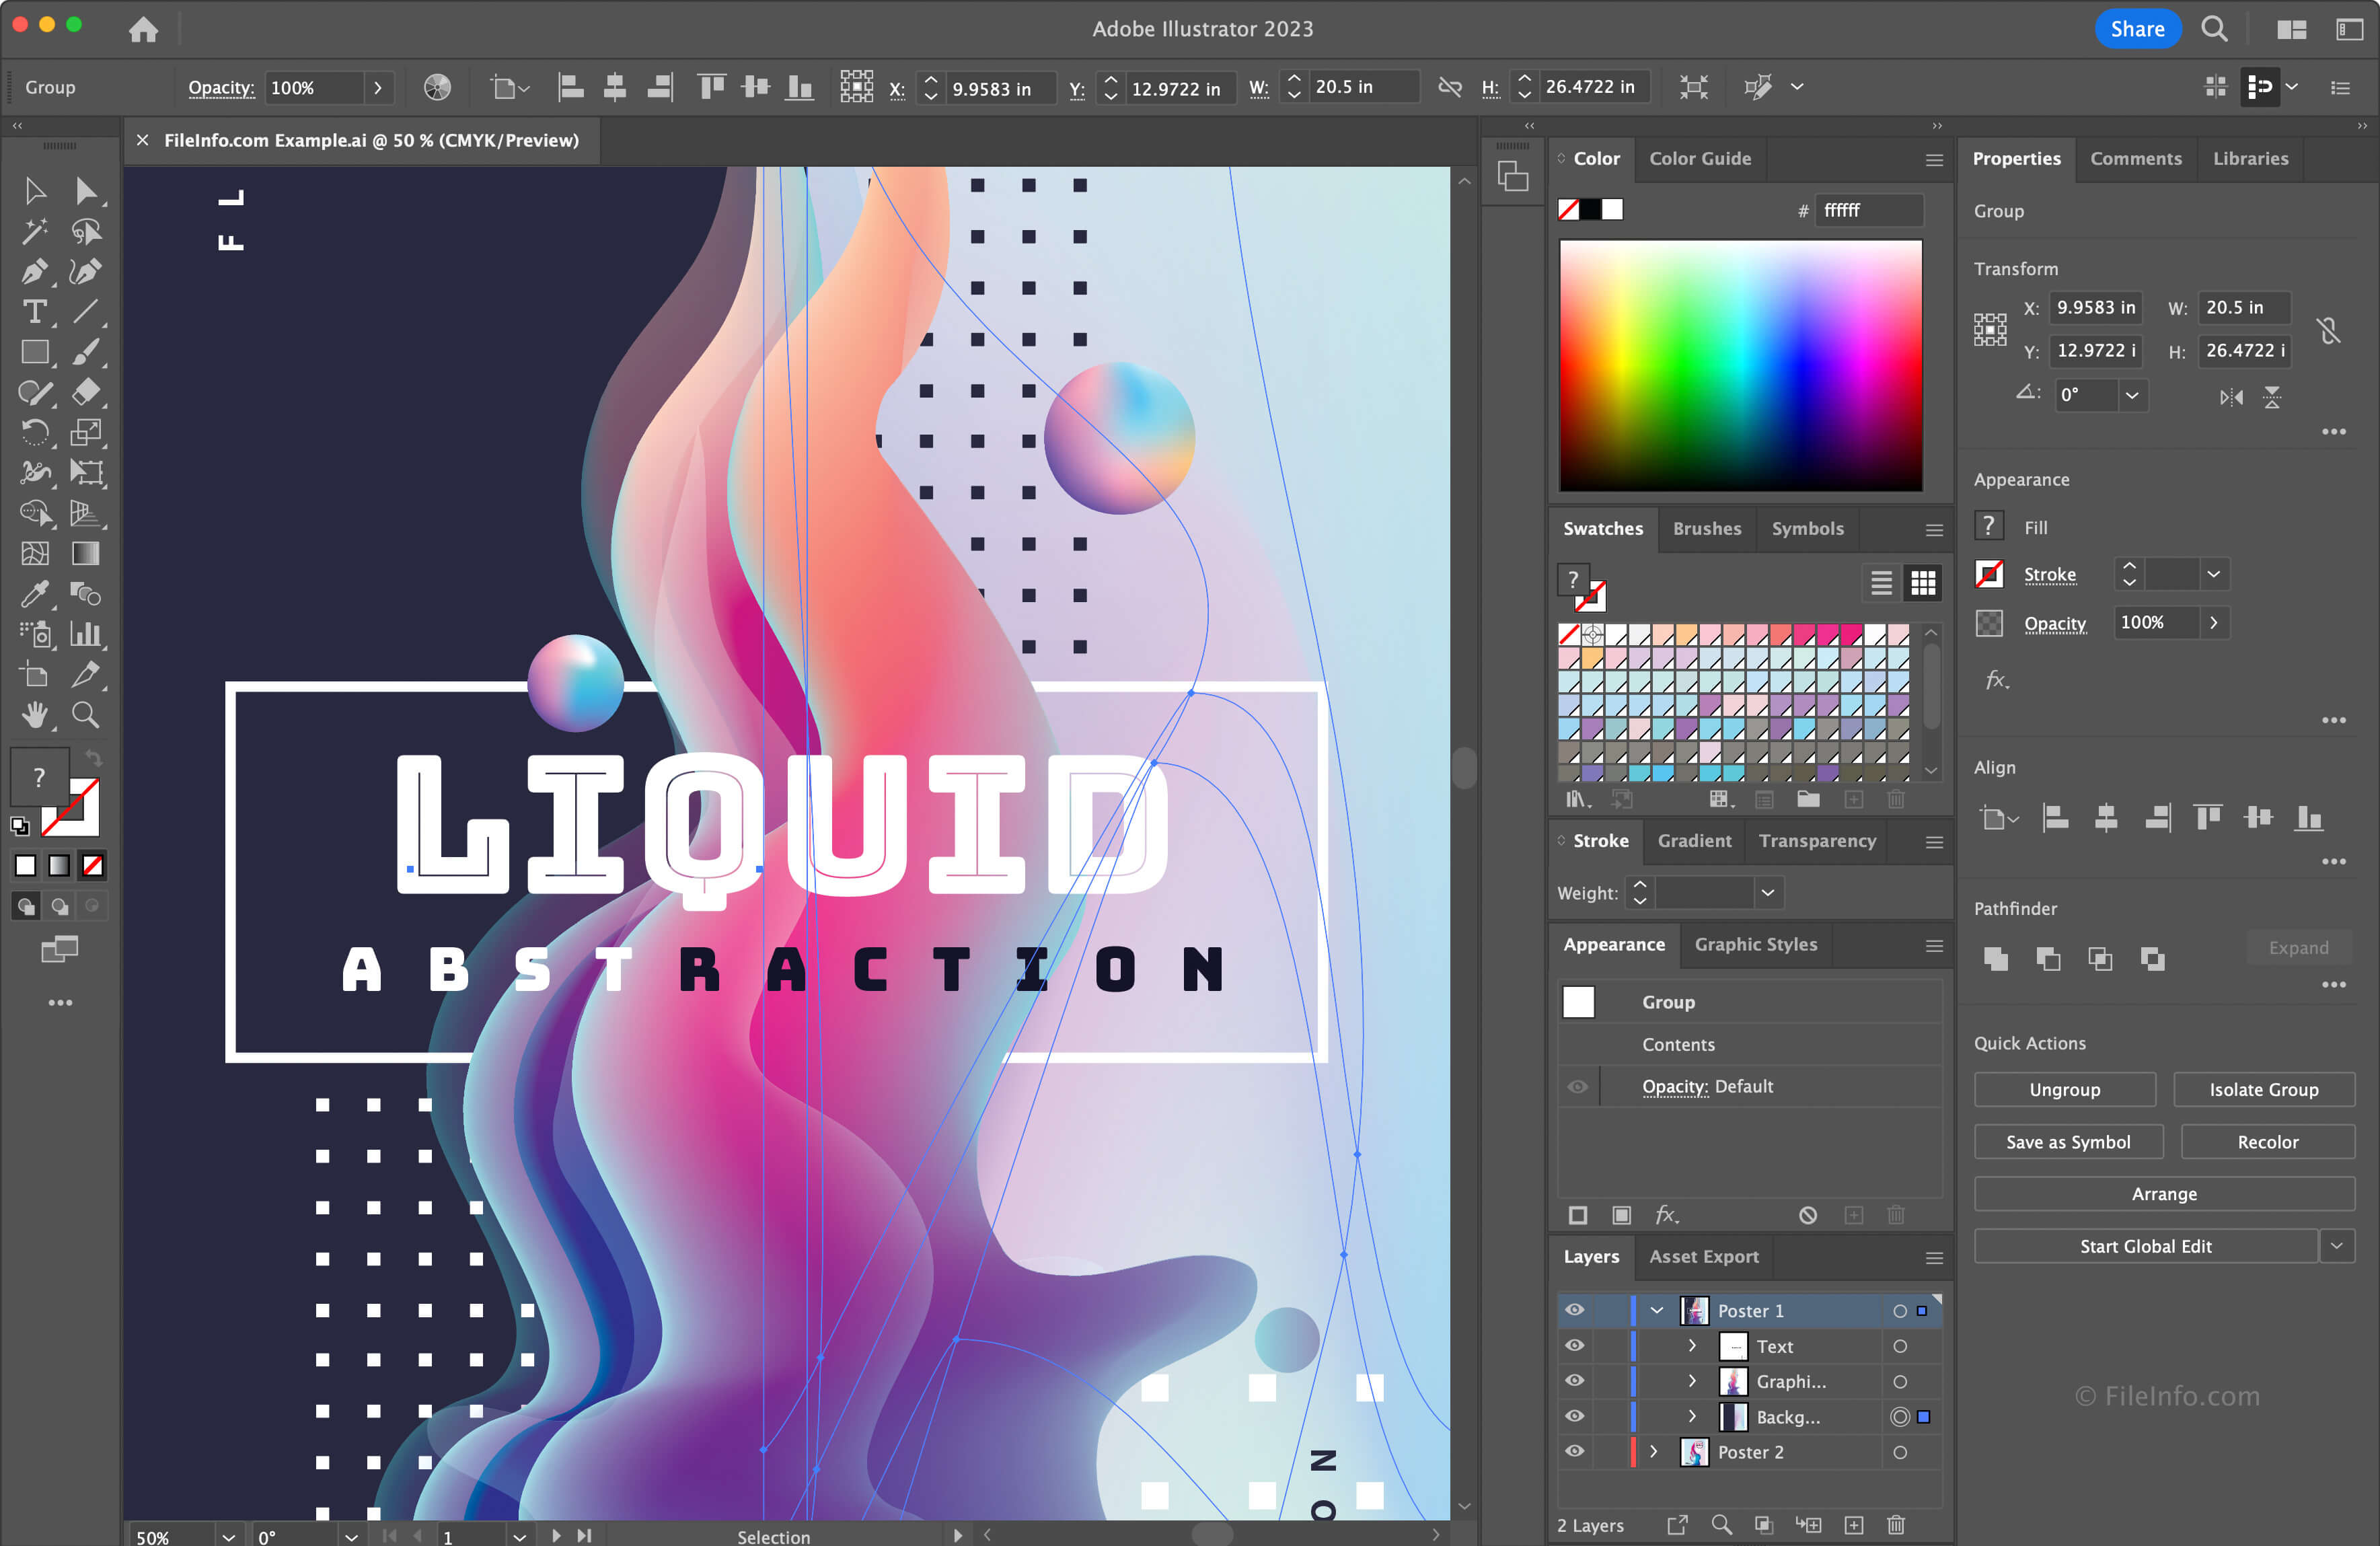 Adobe Illustrator 2023
Share
Group
Opacity: 100%
X: 9.9583 in
Y: 12.9722 in
W: 20.5 in
H: 26.4722 in
FileInfo.com Example.ai @ 50 % (CMYK/Preview)
F L
LIQUID
ABSTRACTION
O N
50%
0°
1
Selection
Color
Color Guide
# ffffff
Swatches
Brushes
Symbols
?
Stroke
Gradient
Transparency
Weight:
Appearance
Graphic Styles
Group
Contents
Opacity: Default
fx
Layers
Asset Export
Poster 1
Text
Graphi...
Backg...
Poster 2
2 Layers
Properties
Comments
Libraries
Group
Transform
X: 9.9583 in
W: 20.5 in
Y: 12.9722 i
H: 26.4722 i
0°
Appearance
? Fill
Stroke
Opacity 100%
fx
Align
Pathfinder
Expand
Quick Actions
Ungroup
Isolate Group
Save as Symbol
Recolor
Arrange
Start Global Edit
© FileInfo.com
?